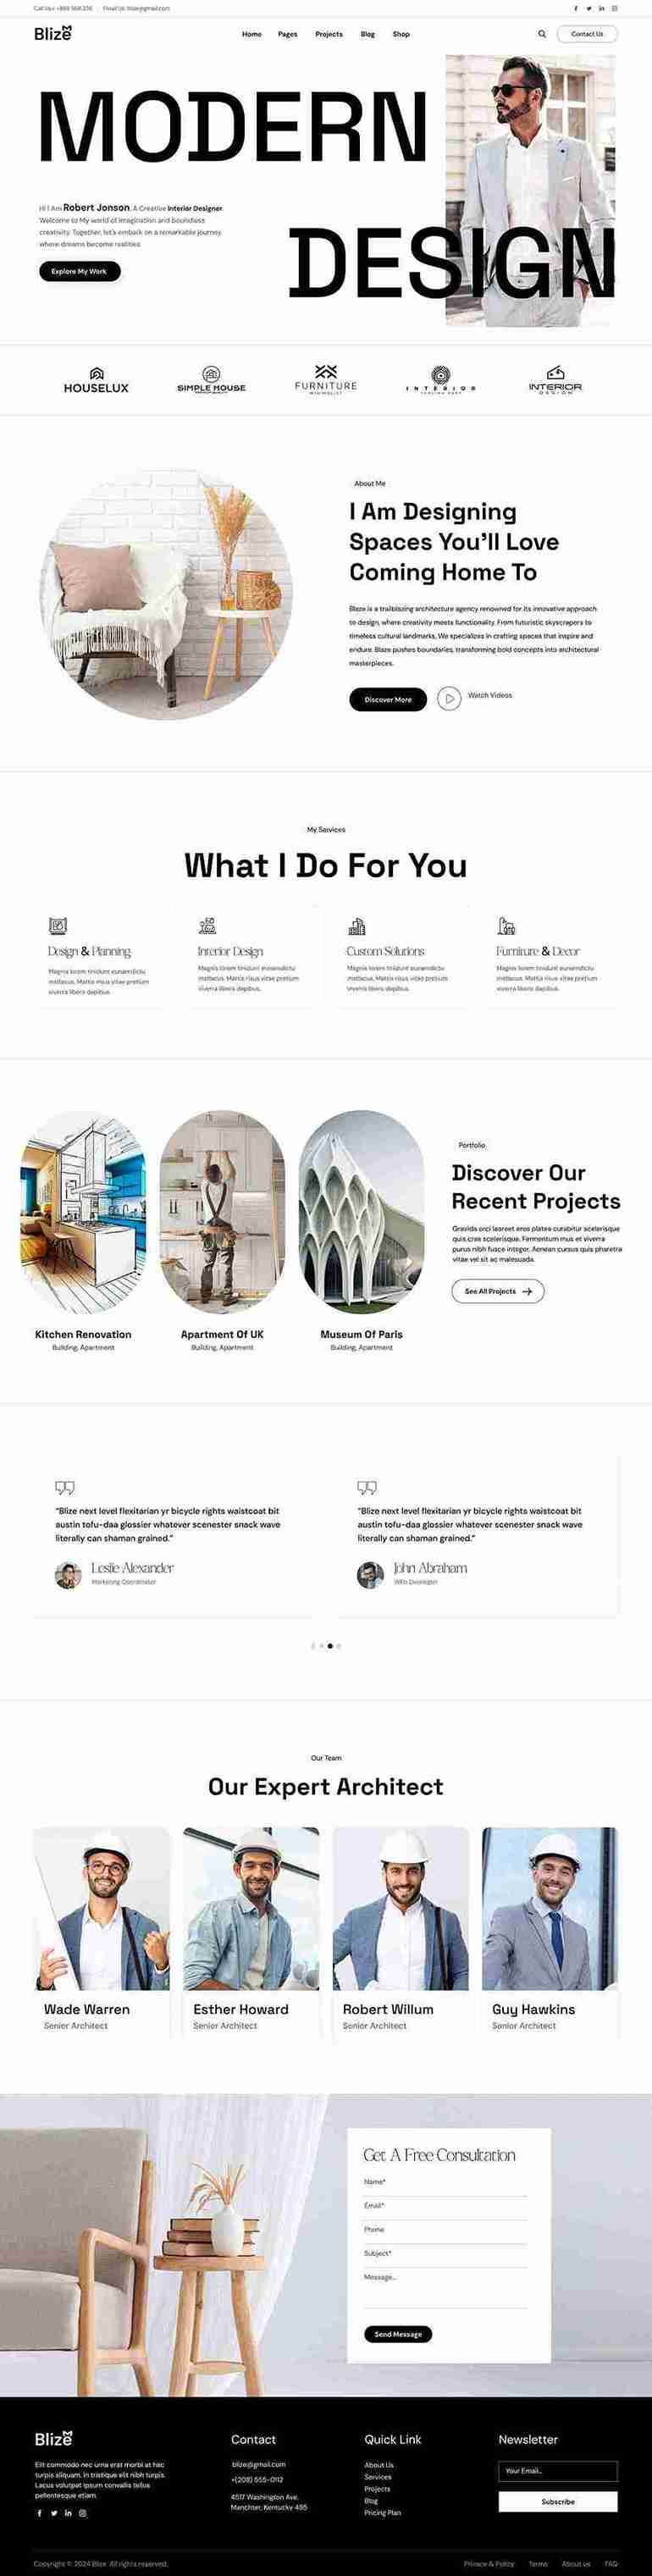 Call Us : +889 568 236
Email Us: blize@gmail.com
Blize
Home
Pages
Projects
Blog
Shop
Contact Us
MODERN
Hi I Am Robert Jonson, A Creative Interior Designer.
Welcome to My world of imagination and boundless
creativity. Together, let's embark on a remarkable journey
where dreams become realities
Explore My Work
DESIGN
HOUSELUX
SIMPLE HOUSE
FURNITURE
MINIMALIST
INTERIOR
INTERIOR
DESIGN
About Me
I Am Designing
Spaces You'll Love
Coming Home To
Blaze is a trailblazing architecture agency renowned for its innovative approach
to design, where creativity meets functionality. From futuristic skyscrapers to
timeless cultural landmarks, We specializes in crafting spaces that inspire and
endure. Blaze pushes boundaries, transforming bold concepts into architectural
masterpieces.
Discover More
Watch Videos
My Services
What I Do For You
Design & Planning
Magnis lorem tinidunt eunamdictu
mattacus. Mattis risus vitae pretium
viverra libero dapibus.
Interior Design
Magnis lorem tinidunt eunamdictu
mattacus. Mattis risus vitae pretium
viverra libero dapibus.
Custom Solutions
Magnis lorem tinidunt eunamdictu
mattacus. Mattis risus vitae pretium
viverra libero dapibus.
Furniture & Decor
Magnis lorem tinidunt eunamdictu
mattacus. Mattis risus vitae pretium
viverra libero dapibus.
Portfolio
Discover Our
Recent Projects
Gravida orci laoreet eros platea curabitur scelerisque
quis cras scelerisque. Fermentum mus et viverra
purus nibh fusce integer. Aenean cursus quis pharetra
vitae vel sit ac malesuada.
See All Projects
Kitchen Renovation
Building, Apartment
Apartment Of UK
Building, Apartment
Museum Of Paris
Building, Apartment
"Blize next level flexitarian yr bicycle rights waistcoat bit
austin tofu-daa glossier whatever scenester snack wave
literally can shaman grained."
Leslie Alexander
Marketing Coordinator
"Blize next level flexitarian yr bicycle rights waistcoat bit
austin tofu-daa glossier whatever scenester snack wave
literally can shaman grained."
John Abraham
Web Developer
Our Team
Our Expert Architect
Wade Warren
Senior Architect
Esther Howard
Senior Architect
Robert Willum
Senior Architect
Guy Hawkins
Senior Architect
Get A Free Consultation
Name*
Email*
Phone
Subject*
Message...
Send Message
Blize
Elit commodo nec urna erat morbi at hac
turpis aliquam. In tristique elit nibh turpis.
Lacus volutpat ipsum convallis tellus
pellentesque etiam.
Contact
blize@gmail.com
+(208) 555-0112
4517 Washington Ave.
Manchter, Kentucky 495
Quick Link
About Us
Services
Projects
Blog
Pricing Plan
Newsletter
Your Email...
Subscribe
Copyright © 2024 Blize. All rights reserved.
Privace & Policy
Terms
About us
FAQ